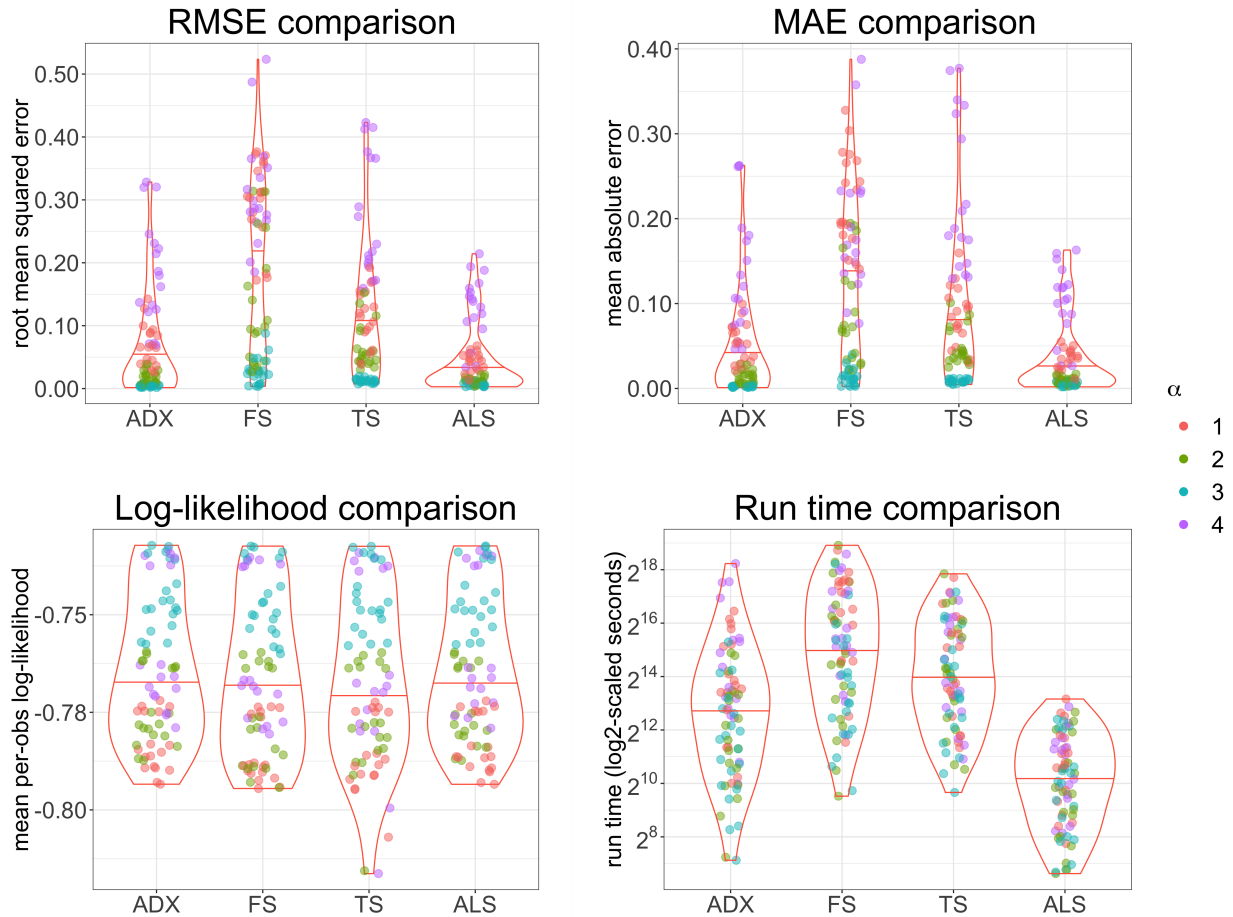 RMSE comparison
root mean squared error
0.50
0.40
0.30
0.20
0.10
0.00
ADX FS TS ALS
MAE comparison
mean absolute error
0.40
0.30
0.20
0.10
0.00
ADX FS TS ALS
α
1
2
3
4
Log-likelihood comparison
mean per-obs log-likelihood
-0.75
-0.78
-0.80
ADX FS TS ALS
Run time comparison
run time (log2-scaled seconds)
2^18
2^16
2^14
2^12
2^10
2^8
ADX FS TS ALS